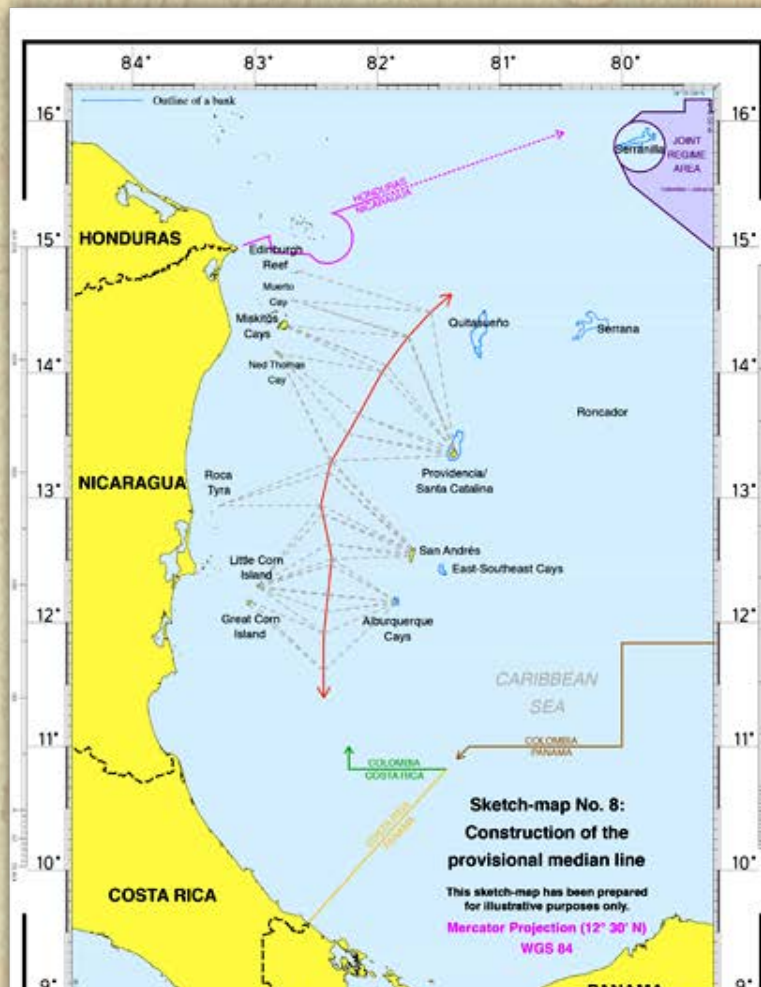 84° 83° 82° 81° 80°
16° 16°
Outline of a bank
Serranilla
JOINT
REGIME
AREA
HONDURAS
NICARAGUA
15° 15°
HONDURAS
Edinburgh
Reef
Muerto
Cay
Miskitos
Cays
Quitasueño
Serrana
14° 14°
Ned Thomas
Cay
Roncador
Providencia/
Santa Catalina
NICARAGUA
Roca
Tyra
13° 13°
San Andrés
Little Corn
Island
East-Southeast Cays
12° 12°
Great Corn
Island
Alburquerque
Cays
CARIBBEAN
SEA
11° 11°
COLOMBIA
PANAMA
COLOMBIA
COSTA RICA
COSTA RICA
PANAMA
Sketch-map No. 8:
Construction of the
provisional median line
10° 10°
This sketch-map has been prepared
for illustrative purposes only.
COSTA RICA
Mercator Projection (12° 30' N)
WGS 84
9° 9°
PANAMA